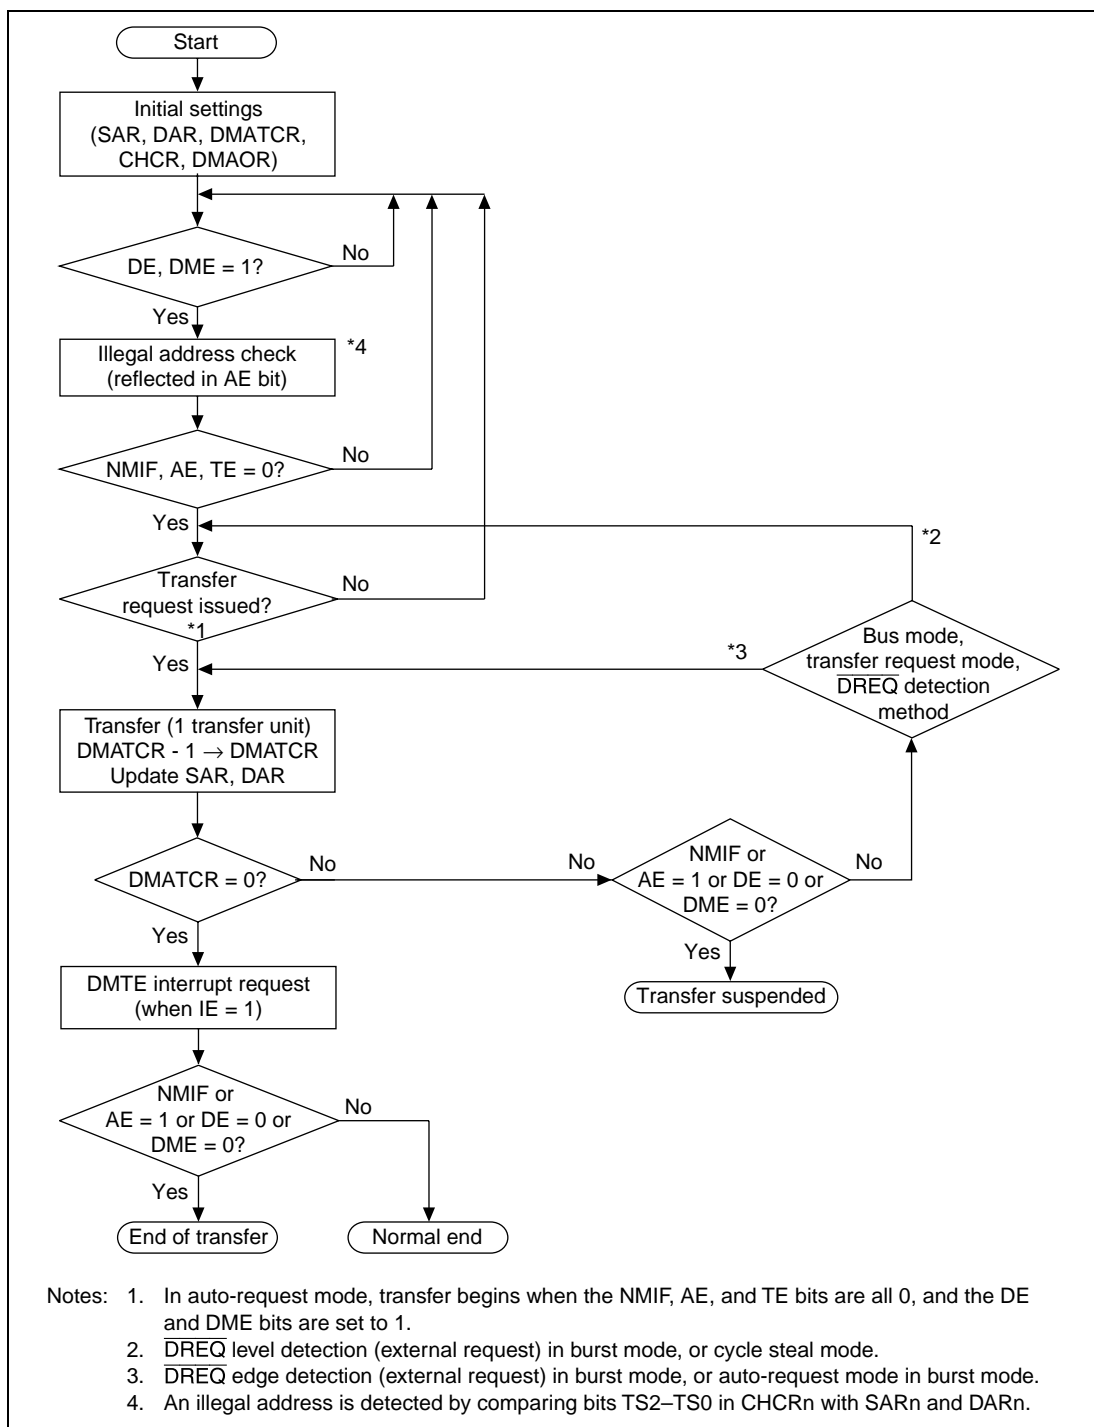 Start
Initial settings
(SAR, DAR, DMATCR,
CHCR, DMAOR)
DE, DME = 1?
No
Yes
Illegal address check
(reflected in AE bit)
*4
NMIF, AE, TE = 0?
No
Yes
*2
Transfer
request issued?
*1
No
Yes
*3
Bus mode,
transfer request mode,
DREQ detection
method
Transfer (1 transfer unit)
DMATCR - 1 → DMATCR
Update SAR, DAR
DMATCR = 0?
No
No
NMIF or
AE = 1 or DE = 0 or
DME = 0?
No
Yes
Yes
Transfer suspended
DMTE interrupt request
(when IE = 1)
NMIF or
AE = 1 or DE = 0 or
DME = 0?
No
Yes
End of transfer
Normal end
Notes: 1. In auto-request mode, transfer begins when the NMIF, AE, and TE bits are all 0, and the DE
and DME bits are set to 1.
2. DREQ level detection (external request) in burst mode, or cycle steal mode.
3. DREQ edge detection (external request) in burst mode, or auto-request mode in burst mode.
4. An illegal address is detected by comparing bits TS2–TS0 in CHCRn with SARn and DARn.